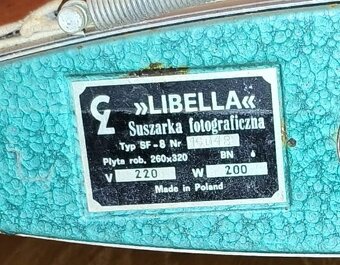 »LIBELLA«
Suszarka fotograficzna
Typ SF-8 Nr
Płyta rob. 260x320 BN
V 220 W 200
Made in Poland